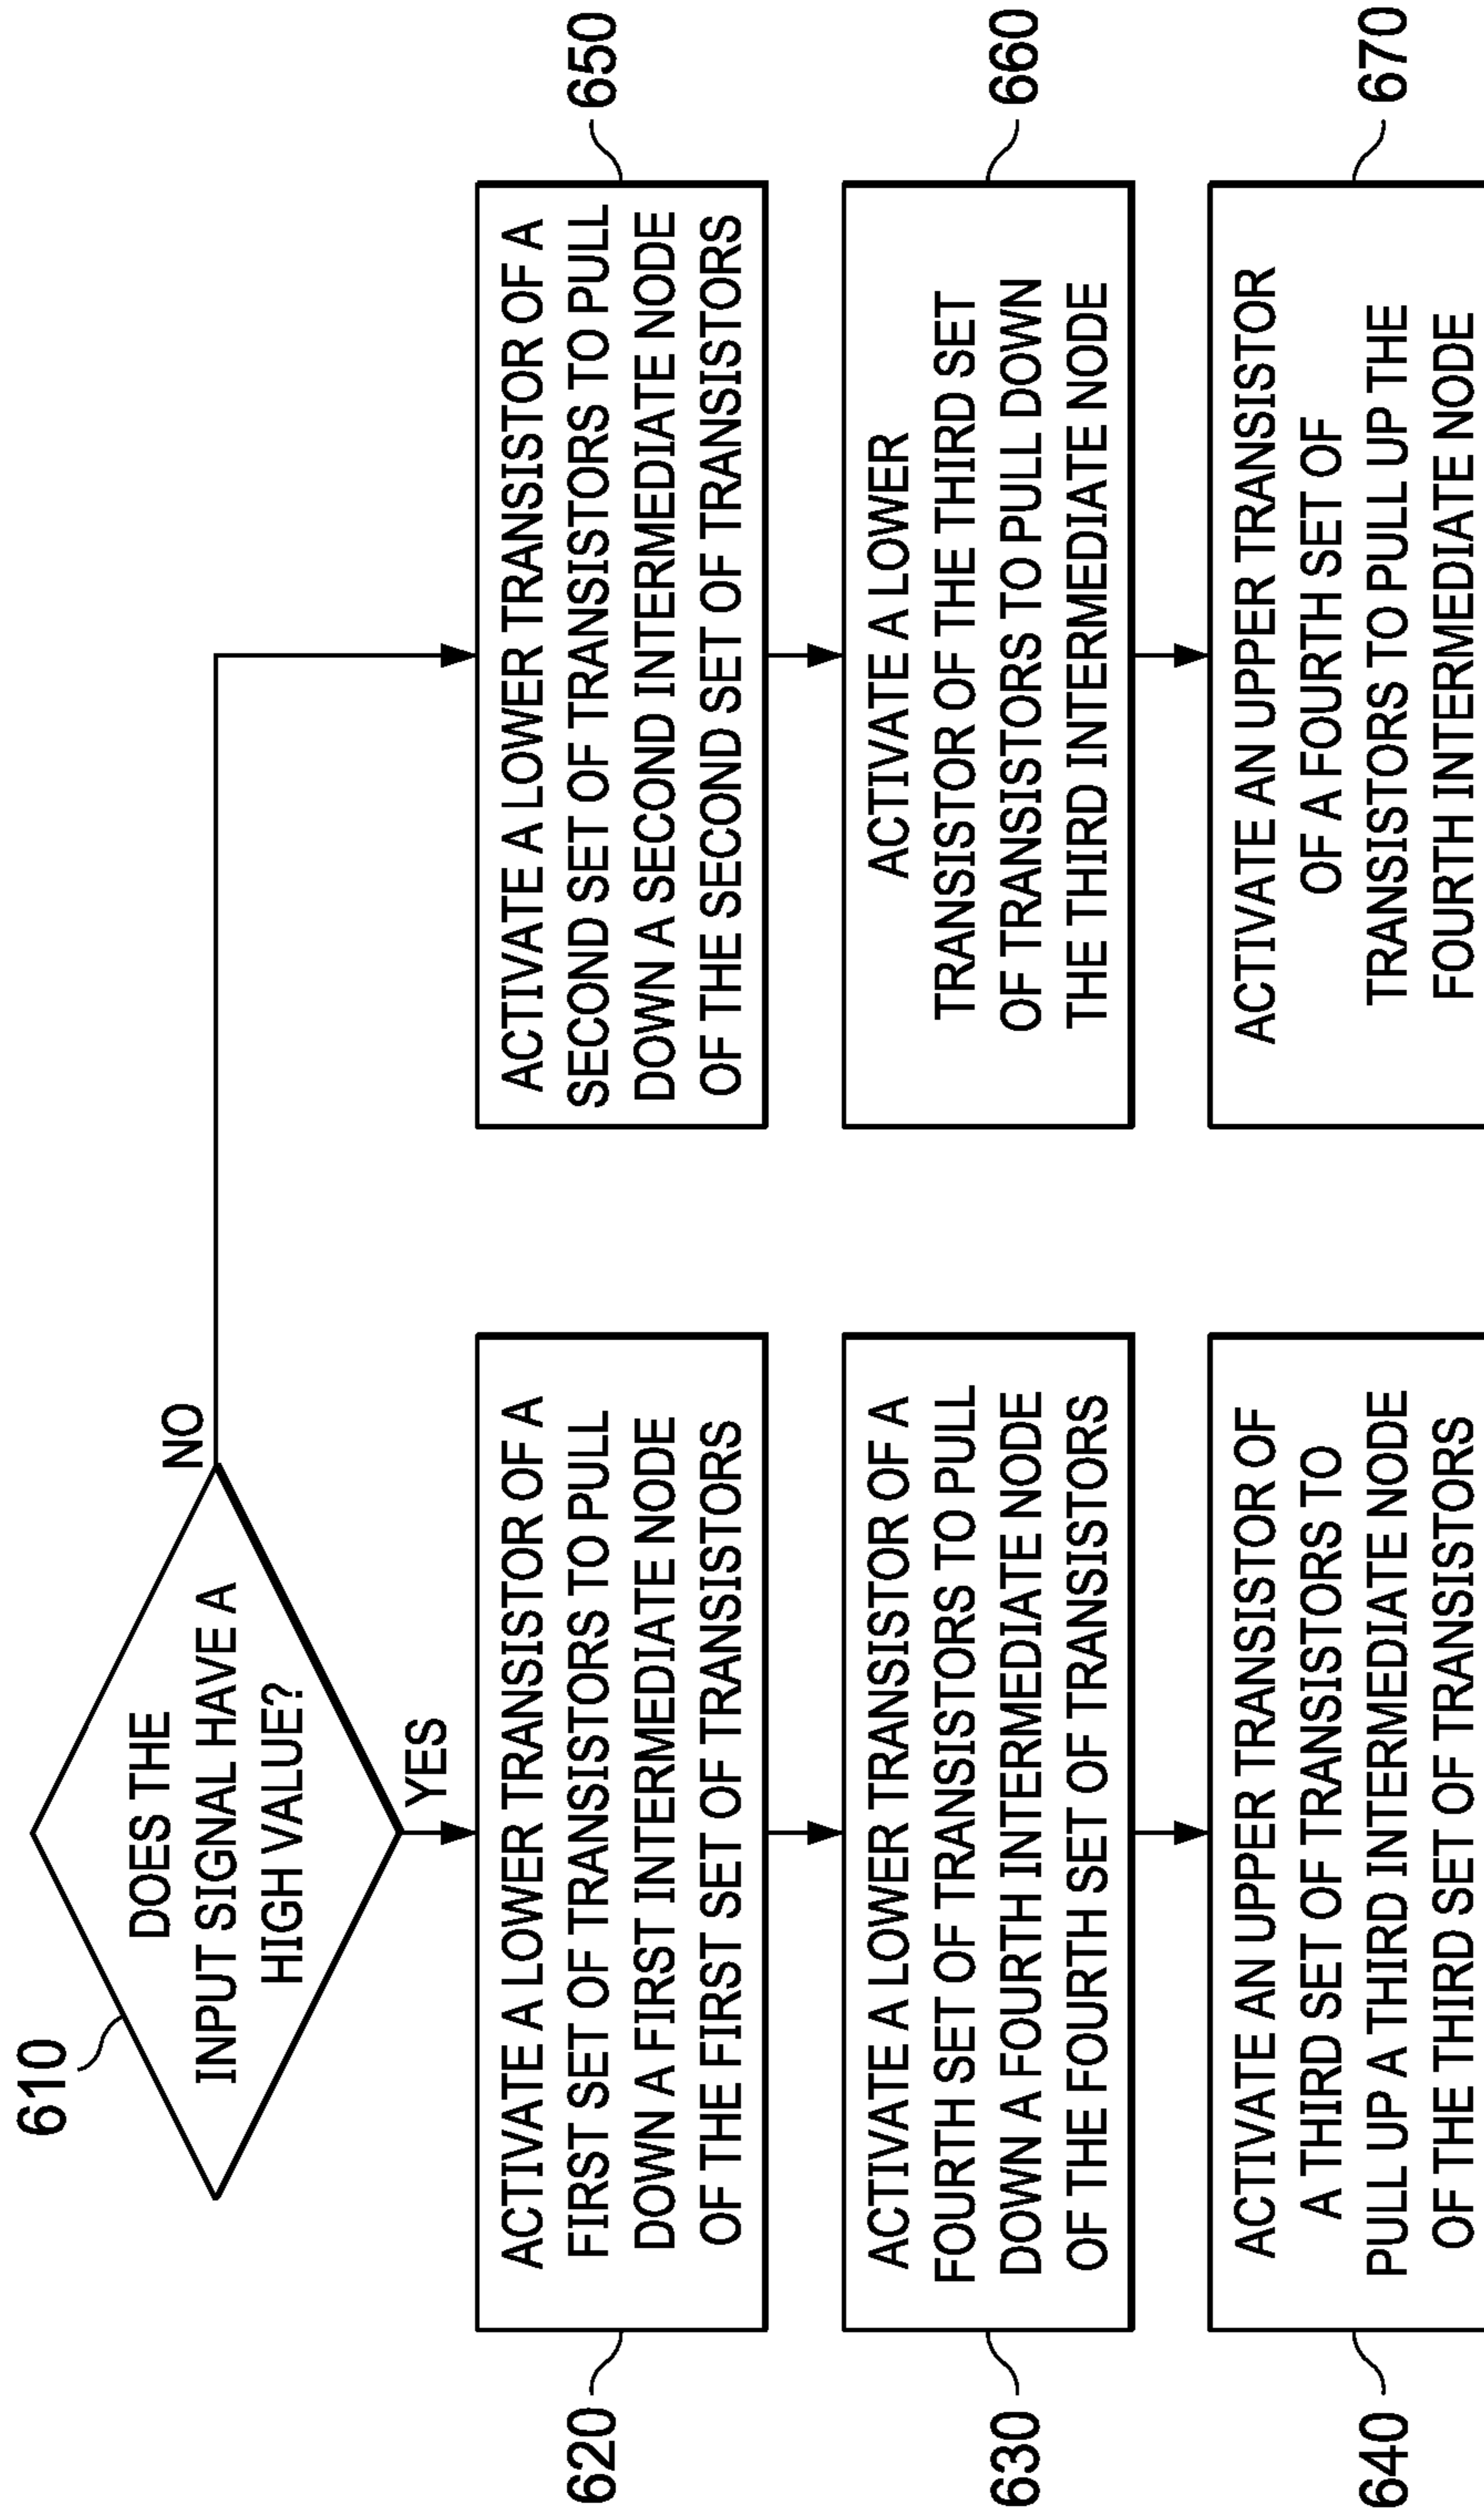 610
DOES THE
INPUT SIGNAL HAVE A
HIGH VALUE?
NO
YES
620
ACTIVATE A LOWER TRANSISTOR OF A
FIRST SET OF TRANSISTORS TO PULL
DOWN A FIRST INTERMEDIATE NODE
OF THE FIRST SET OF TRANSISTORS
630
ACTIVATE A LOWER TRANSISTOR OF A
FOURTH SET OF TRANSISTORS TO PULL
DOWN A FOURTH INTERMEDIATE NODE
OF THE FOURTH SET OF TRANSISTORS
640
ACTIVATE AN UPPER TRANSISTOR OF
A THIRD SET OF TRANSISTORS TO
PULL UP A THIRD INTERMEDIATE NODE
OF THE THIRD SET OF TRANSISTORS
650
ACTIVATE A LOWER TRANSISTOR OF A
SECOND SET OF TRANSISTORS TO PULL
DOWN A SECOND INTERMEDIATE NODE
OF THE SECOND SET OF TRANSISTORS
660
ACTIVATE A LOWER
TRANSISTOR OF THE THIRD SET
OF TRANSISTORS TO PULL DOWN
THE THIRD INTERMEDIATE NODE
670
ACTIVATE AN UPPER TRANSISTOR
OF A FOURTH SET OF
TRANSISTORS TO PULL UP THE
FOURTH INTERMEDIATE NODE